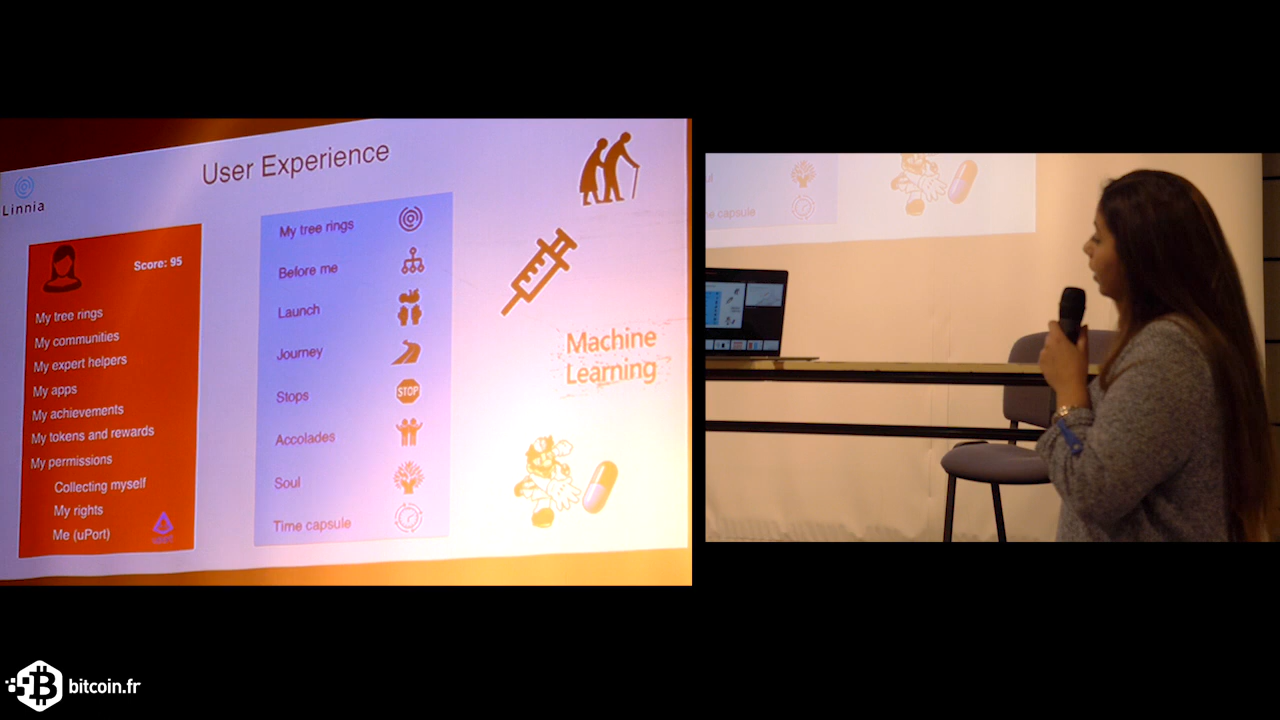 User Experience
Linnia
Score: 95
My tree rings
My communities
My expert helpers
My apps
My achievements
My tokens and rewards
My permissions
Collecting myself
My rights
Me (uPort)
My tree rings
Before me
Launch
Journey
Stops
STOP
Accolades
Soul
Time capsule
Machine
Learning
me capsule
bitcoin.fr